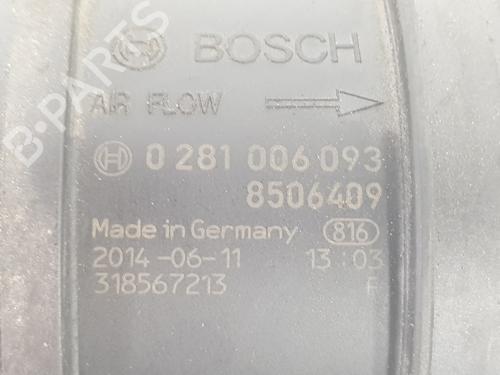 BOSCH
AIR FLOW
0 281 006 093
8506409
Made in Germany 816
2014-06-11 13:03
318567213 F
B-PARTS